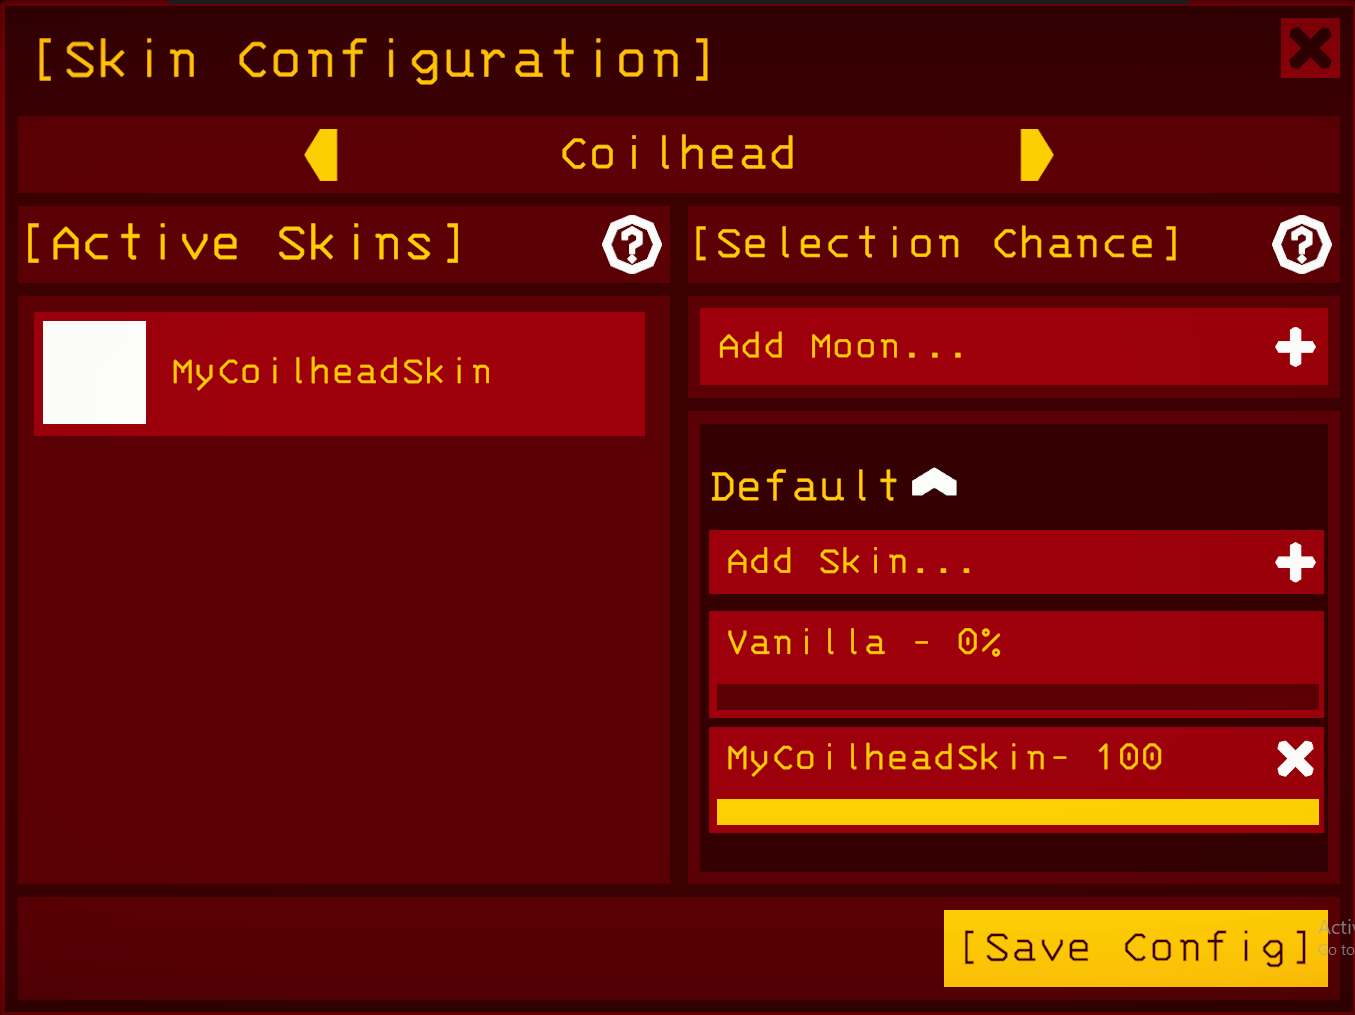 [Skin Configuration]
Coilhead
[Active Skins]
[Selection Chance]
MyCoilheadSkin
Add Moon...
Default
Add Skin...
Vanilla - 0%
MyCoilheadSkin- 100
[Save Config]